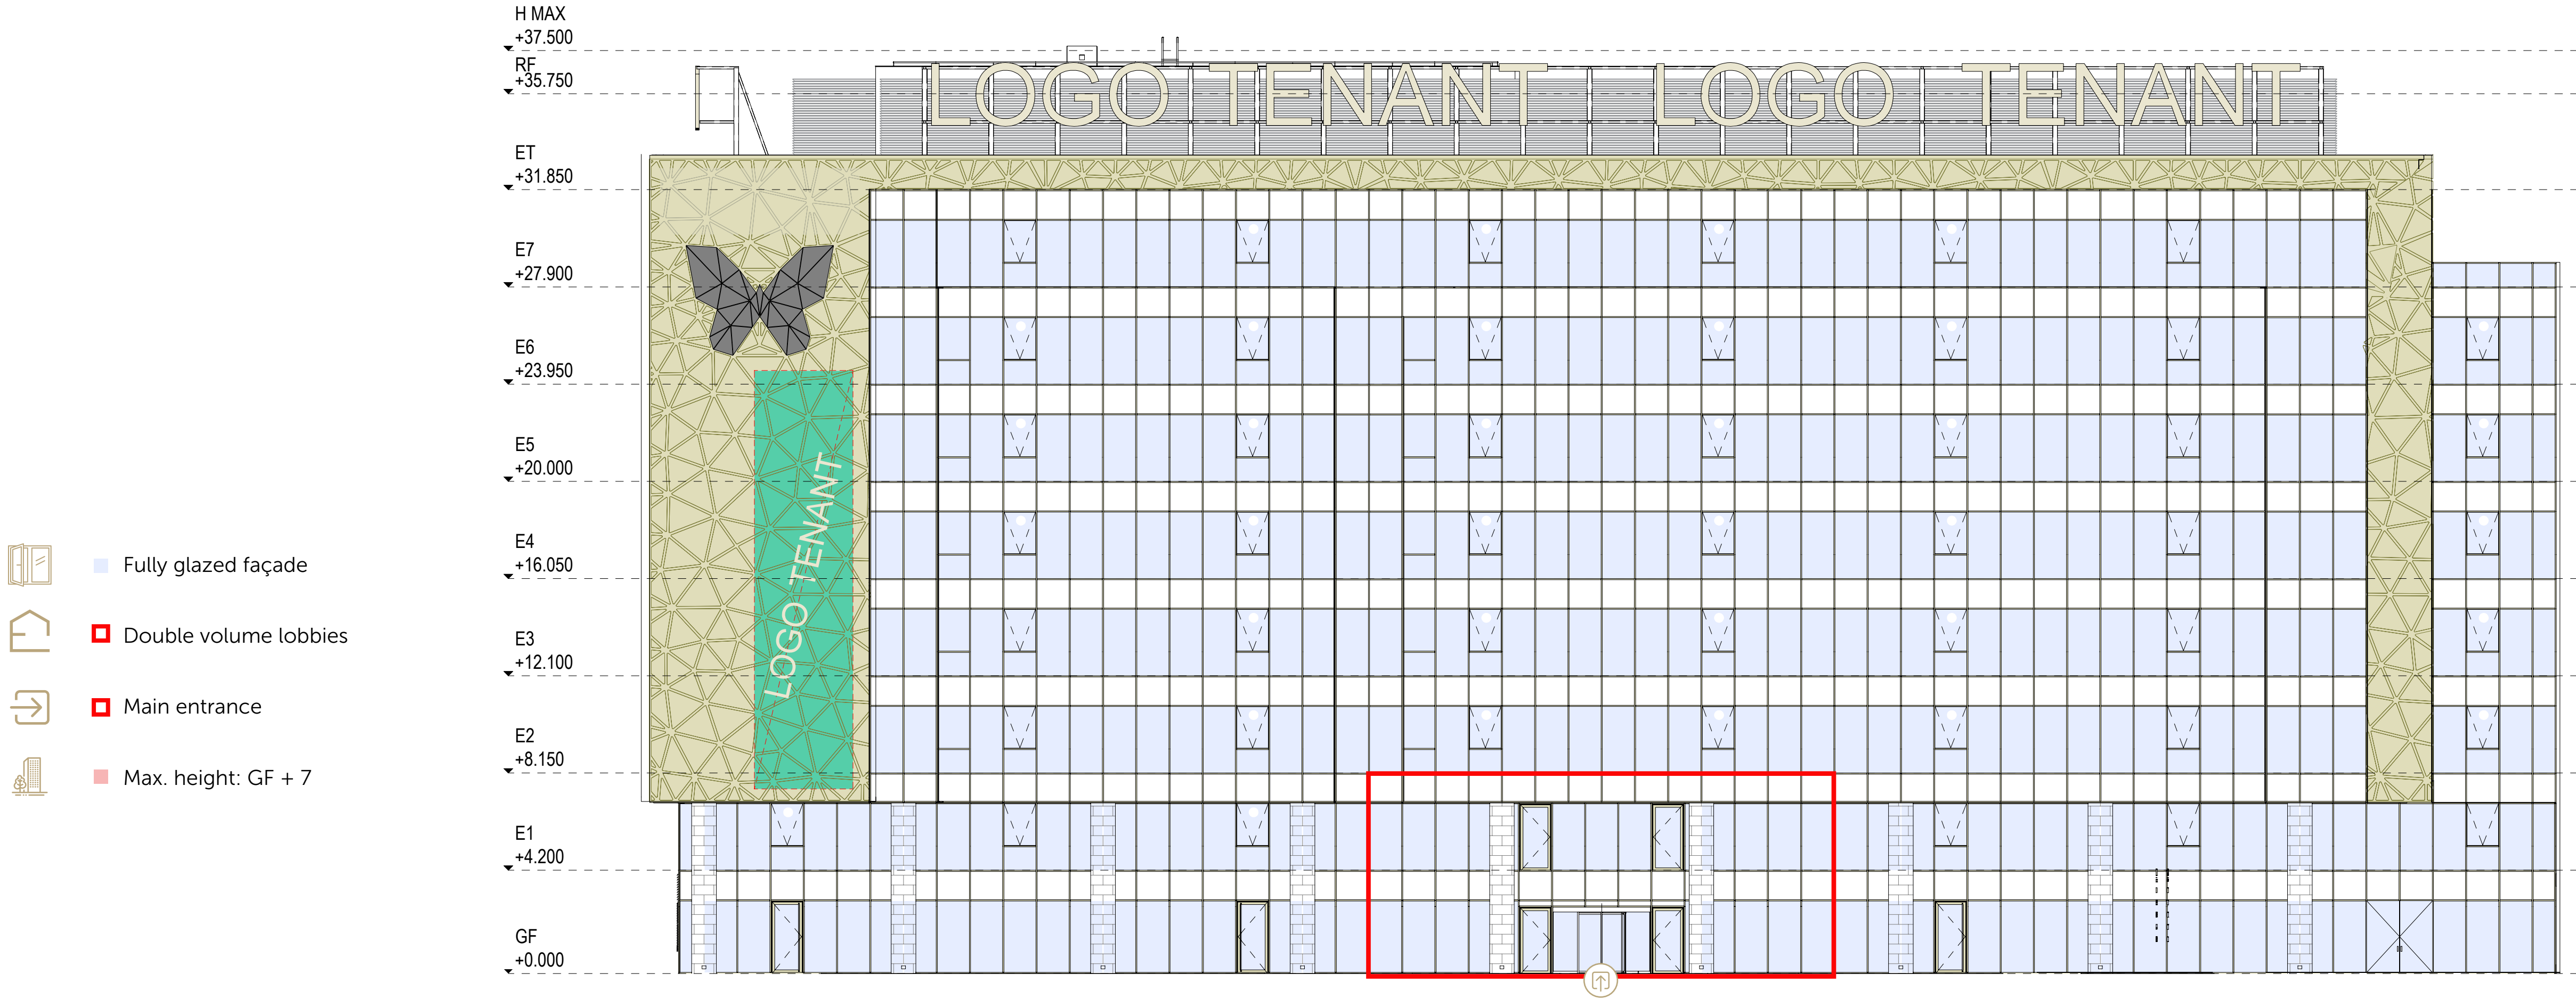 H MAX
+37.500
RF
+35.750
LOGO TENANT LOGO TENANT
ET
+31.850
E7
+27.900
E6
+23.950
E5
+20.000
E4
+16.050
E3
+12.100
E2
+8.150
E1
+4.200
GF
+0.000
LOGO TENANT
Fully glazed façade
Double volume lobbies
Main entrance
Max. height: GF + 7